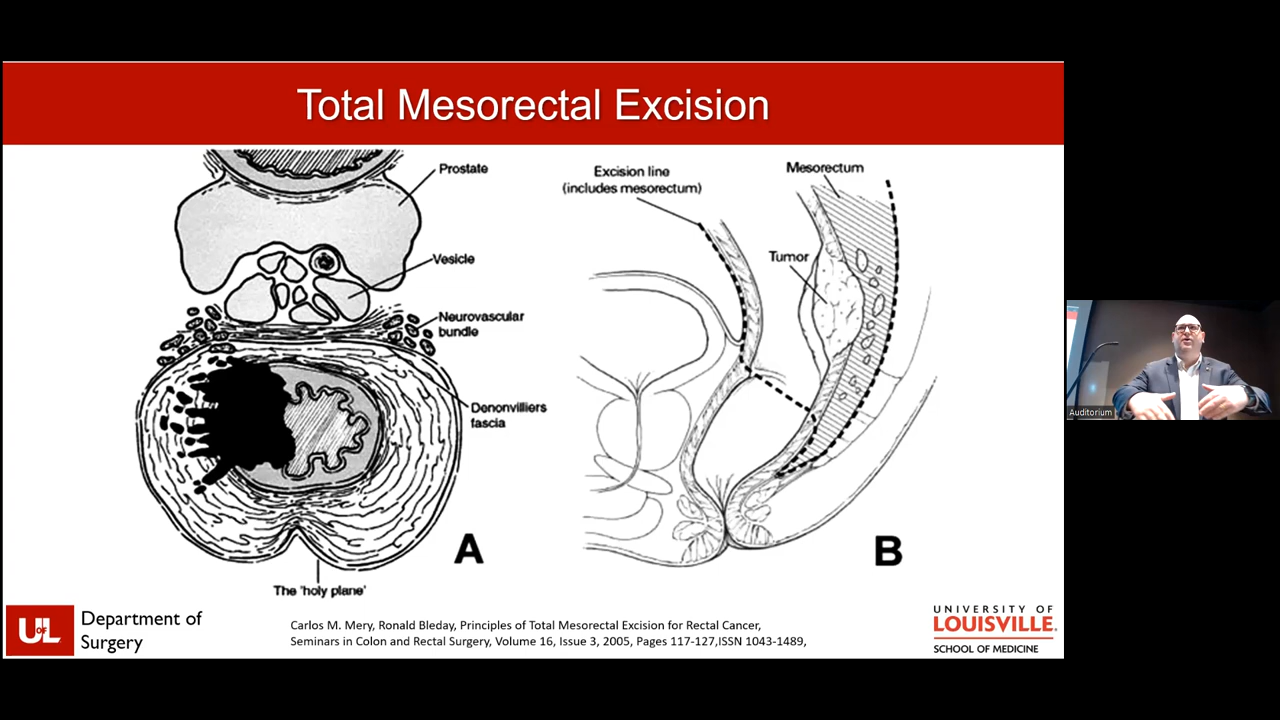 Total Mesorectal Excision
Prostate
Vesicle
Neurovascular
bundle
Denonvilliers
fascia
The 'holy plane'
A
Excision line
(includes mesorectum)
Mesorectum
Tumor
B
UofL
Department of
Surgery
Carlos M. Mery, Ronald Bleday, Principles of Total Mesorectal Excision for Rectal Cancer,
Seminars in Colon and Rectal Surgery, Volume 16, Issue 3, 2005, Pages 117-127,ISSN 1043-1489,
UNIVERSITY OF
LOUISVILLE.
SCHOOL OF MEDICINE
Auditorium